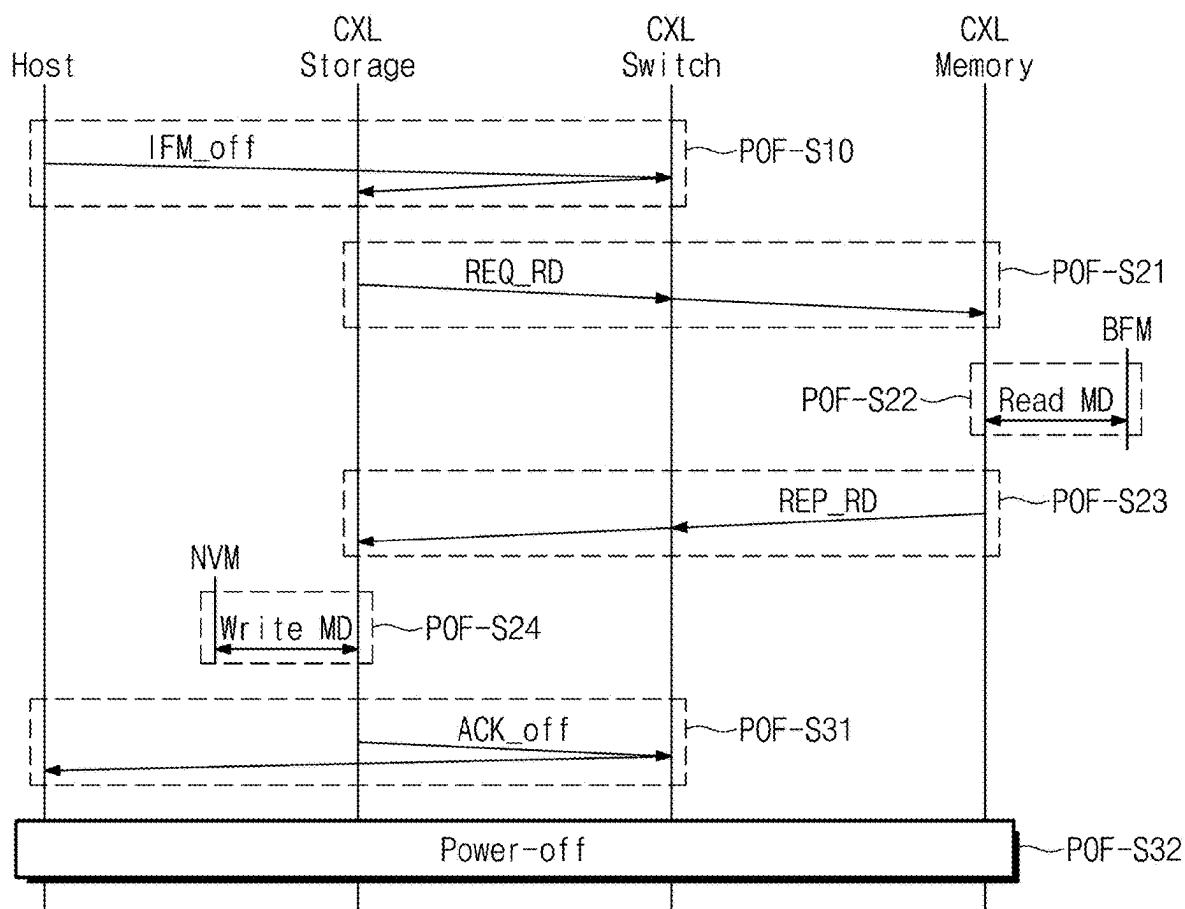 Host
CXL
Storage
CXL
Switch
CXL
Memory
IFM_off
POF-S10
REQ_RD
POF-S21
BFM
POF-S22
Read MD
REP_RD
POF-S23
NVM
Write MD
POF-S24
ACK_off
POF-S31
Power-off
POF-S32